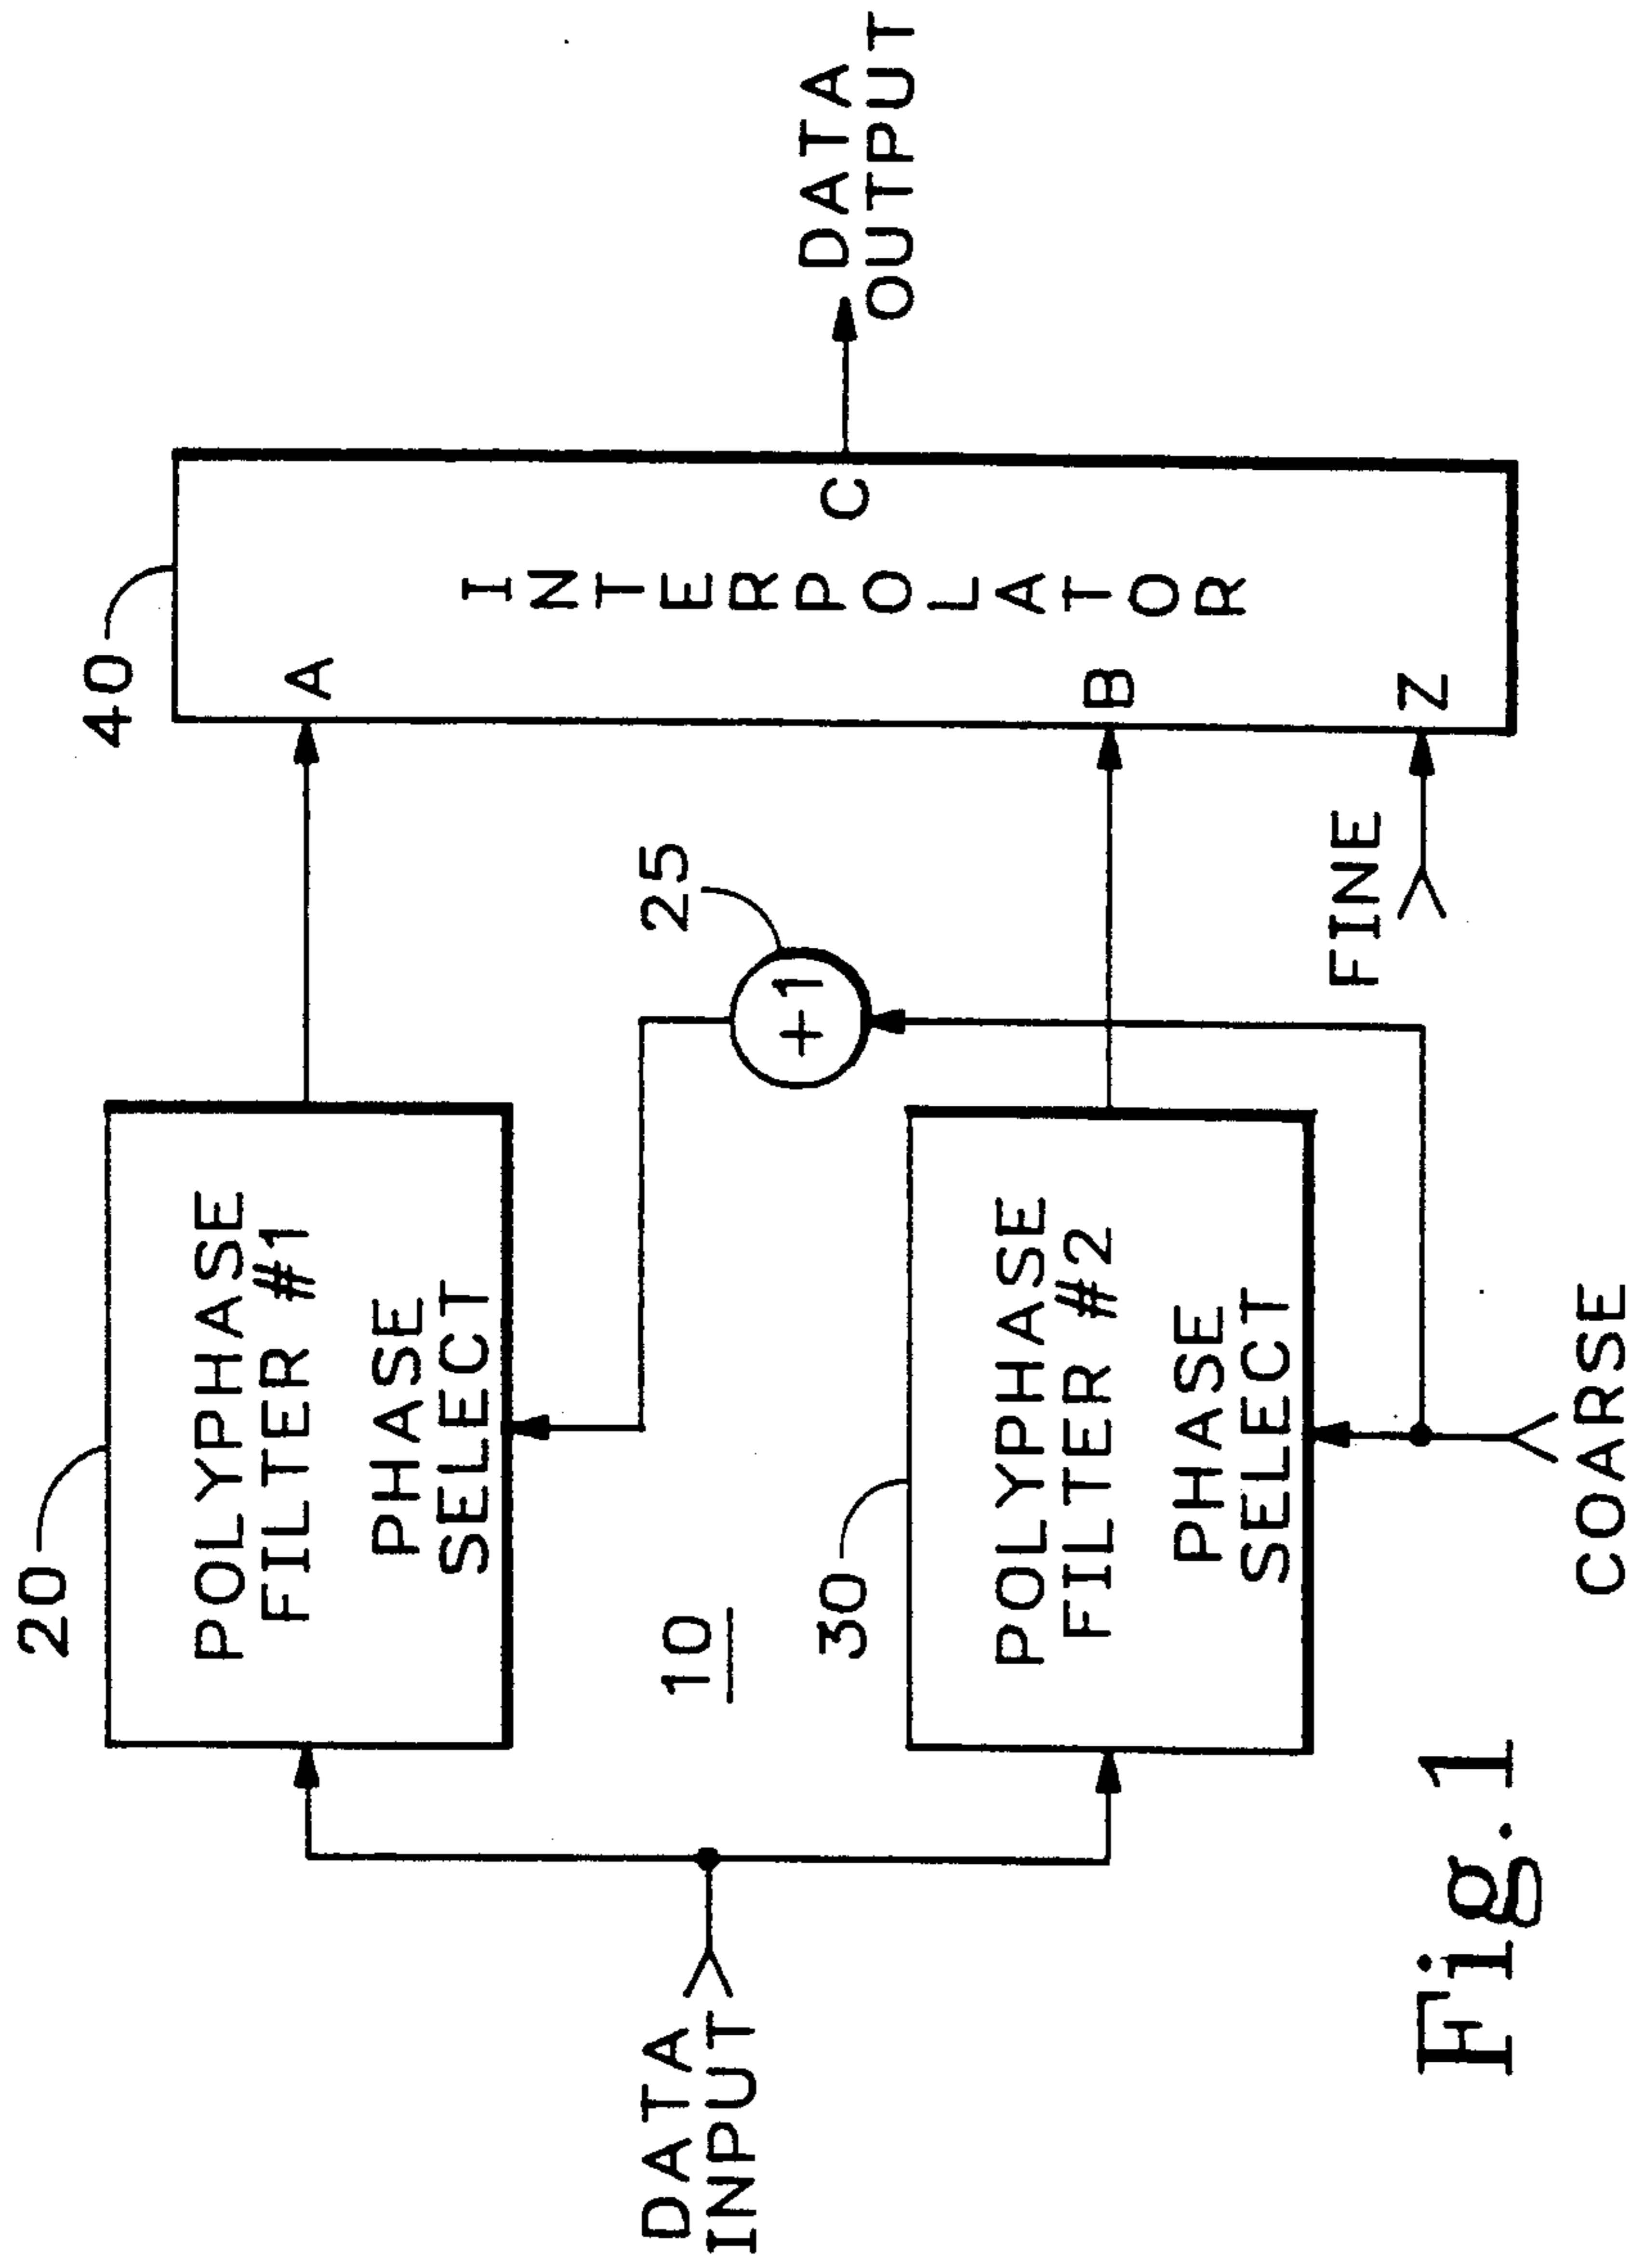 20
POLYPHASE
FILTER #1
PHASE
SELECT
40
A
INTERPOLATOR
C
B
Z
DATA
INPUT
10
25
+1
DATA
OUTPUT
30
POLYPHASE
FILTER #2
PHASE
SELECT
FINE
COARSE
Fig.1